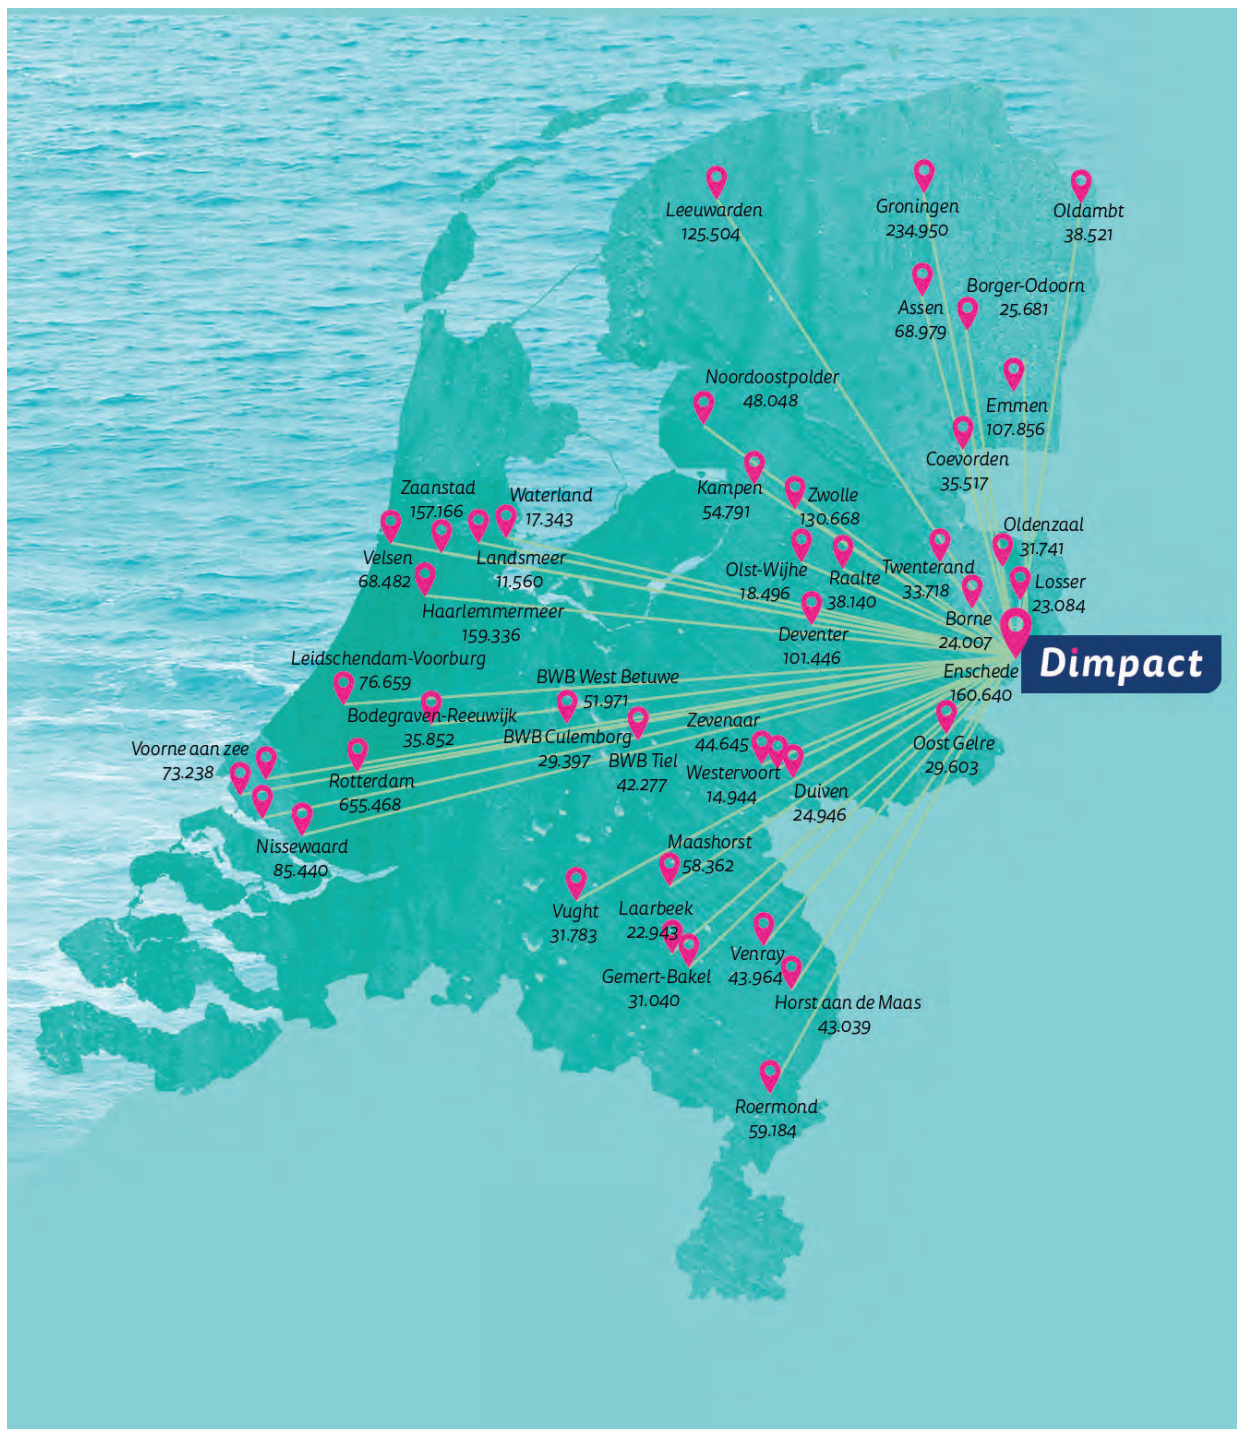 Leeuwarden
125.504
Groningen
234.950
Oldambt
38.521
Assen
68.979
Borger-Odoorn
25.681
Noordoostpolder
48.048
Emmen
107.856
Coevorden
35.517
Kampen
54.791
Zwolle
130.668
Zaanstad
157.166
Waterland
17.343
Velsen
68.482
Landsmeer
11.560
Haarlemmermeer
159.336
Olst-Wijhe
18.496
Raalte
38.140
Twenterand
33.718
Oldenzaal
31.741
Losser
23.084
Borne
24.007
Deventer
101.446
Enschede
160.640
Dimpact
Leidschendam-Voorburg
76.659
Bodegraven-Reeuwijk
35.852
BWB West Betuwe
51.971
BWB Culemborg
29.397
BWB Tiel
42.277
Zevenaar
44.645
Westervoort
14.944
Duiven
24.946
Oost Gelre
29.603
Voorne aan zee
73.238
Rotterdam
655.468
Nissewaard
85.440
Maashorst
58.362
Vught
31.783
Laarbeek
22.943
Gemert-Bakel
31.040
Venray
43.964
Horst aan de Maas
43.039
Roermond
59.184